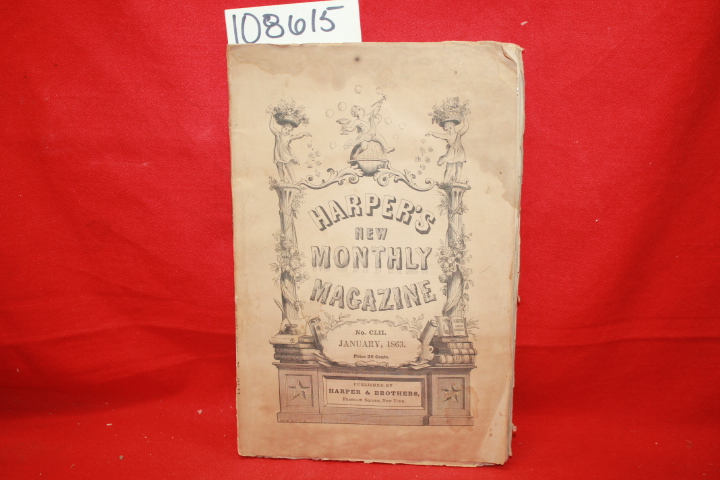 108615
HARPER'S
NEW
MONTHLY
MAGAZINE
No. CLII.
JANUARY, 1863.
Price 25 Cents.
PUBLISHED BY
HARPER & BROTHERS,
Franklin Square, New York.